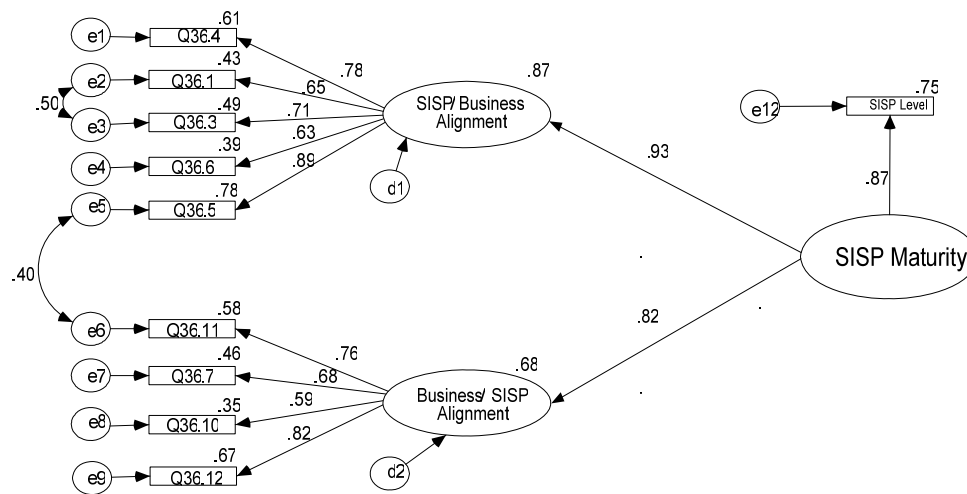 .61
e1
Q36.4
.43
e2
Q36.1
.50
.49
e3
Q36.3
.39
e4
Q36.6
.78
e5
Q36.5
.78
.65
.71
.63
.89
.87
SISP/ Business
Alignment
d1
.93
.75
e12
SISP Level
.87
SISP Maturity
.40
.58
e6
Q36.11
.46
e7
Q36.7
.35
e8
Q36.10
.67
e9
Q36.12
.76
.68
.59
.82
.68
Business/ SISP
Alignment
d2
.82